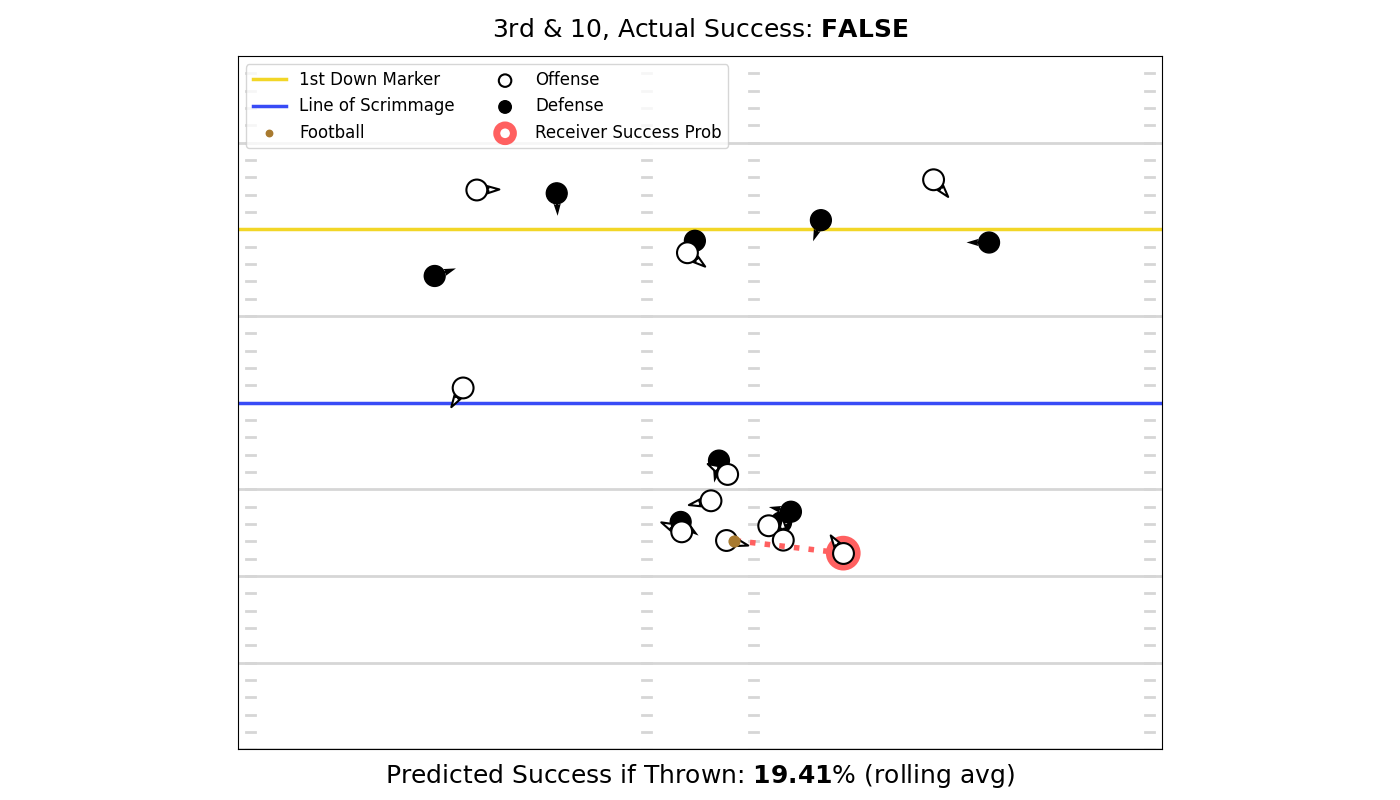 3rd & 10, Actual Success: FALSE
1st Down Marker
Line of Scrimmage
Football
Offense
Defense
Receiver Success Prob
Predicted Success if Thrown: 19.41% (rolling avg)